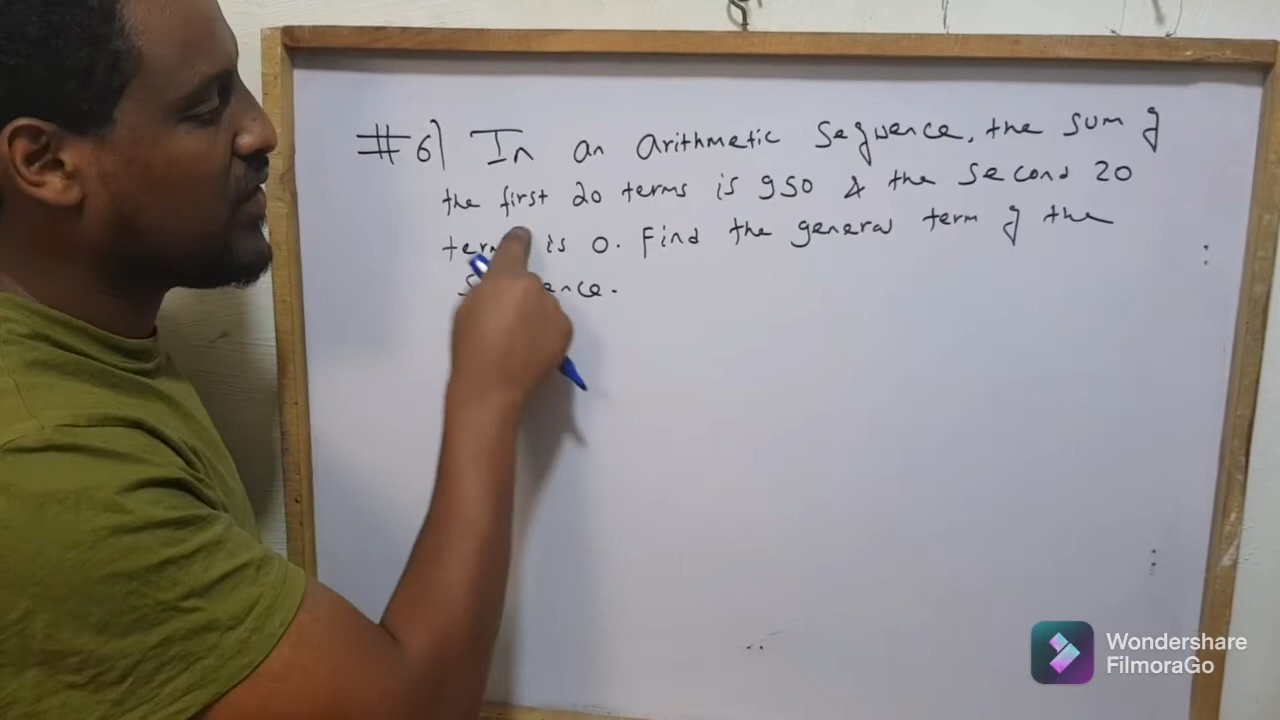 #6) In an arithmetic sequence, the sum of
the first 20 terms is 950 & the second 20
is 0. Find the general term of the
Wondershare
FilmoraGo